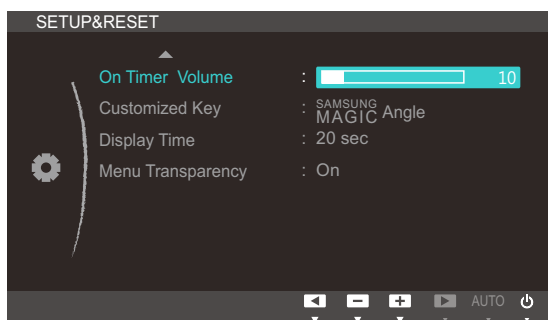 SETUP&RESET
On Timer Volume : 10
Customized Key : SAMSUNG MAGIC Angle
Display Time : 20 sec
Menu Transparency : On
AUTO